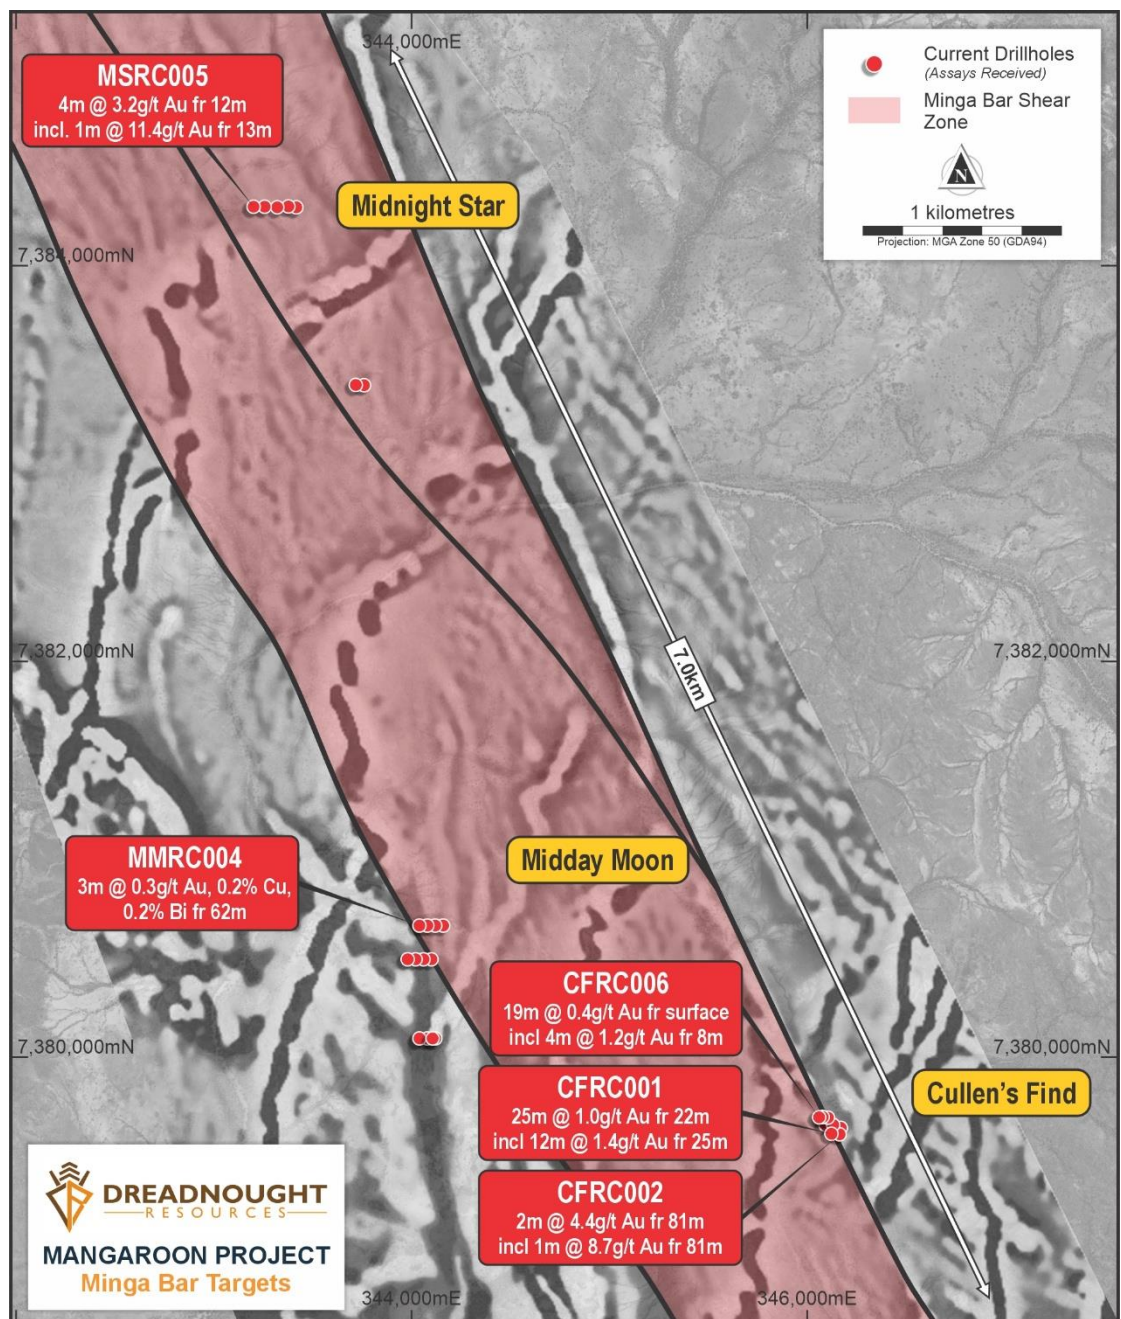 344,000mE
MSRC005
4m @ 3.2g/t Au fr 12m
incl. 1m @ 11.4g/t Au fr 13m
Current Drillholes
(Assays Received)
Minga Bar Shear
Zone
N
1 kilometres
Projection: MGA Zone 50 (GDA94)
Midnight Star
7,384,000mN
7,382,000mN
7,382,000mN
7.0km
MMRC004
3m @ 0.3g/t Au, 0.2% Cu,
0.2% Bi fr 62m
Midday Moon
CFRC006
19m @ 0.4g/t Au fr surface
incl 4m @ 1.2g/t Au fr 8m
7,380,000mN
7,380,000mN
CFRC001
25m @ 1.0g/t Au fr 22m
incl 12m @ 1.4g/t Au fr 25m
Cullen's Find
CFRC002
2m @ 4.4g/t Au fr 81m
incl 1m @ 8.7g/t Au fr 81m
DREADNOUGHT
RESOURCES
MANGAROON PROJECT
Minga Bar Targets
344,000mE
346,000mE